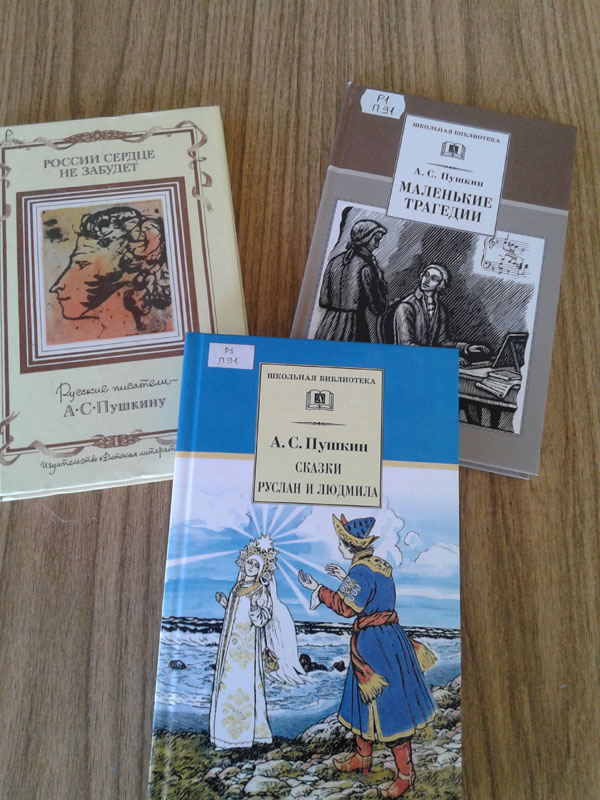 РОССИИ СЕРДЦЕ
НЕ ЗАБУДЕТ
Русские писатели-
А·С·Пушкину
Издательство «Детская литерат
Р1
П91
ШКОЛЬНАЯ БИБЛИОТЕКА
А. С. Пушкин
МАЛЕНЬКИЕ
ТРАГЕДИИ
Р1
П91
ШКОЛЬНАЯ БИБЛИОТЕКА
А. С. Пушкин
СКАЗКИ
РУСЛАН И ЛЮДМИЛА